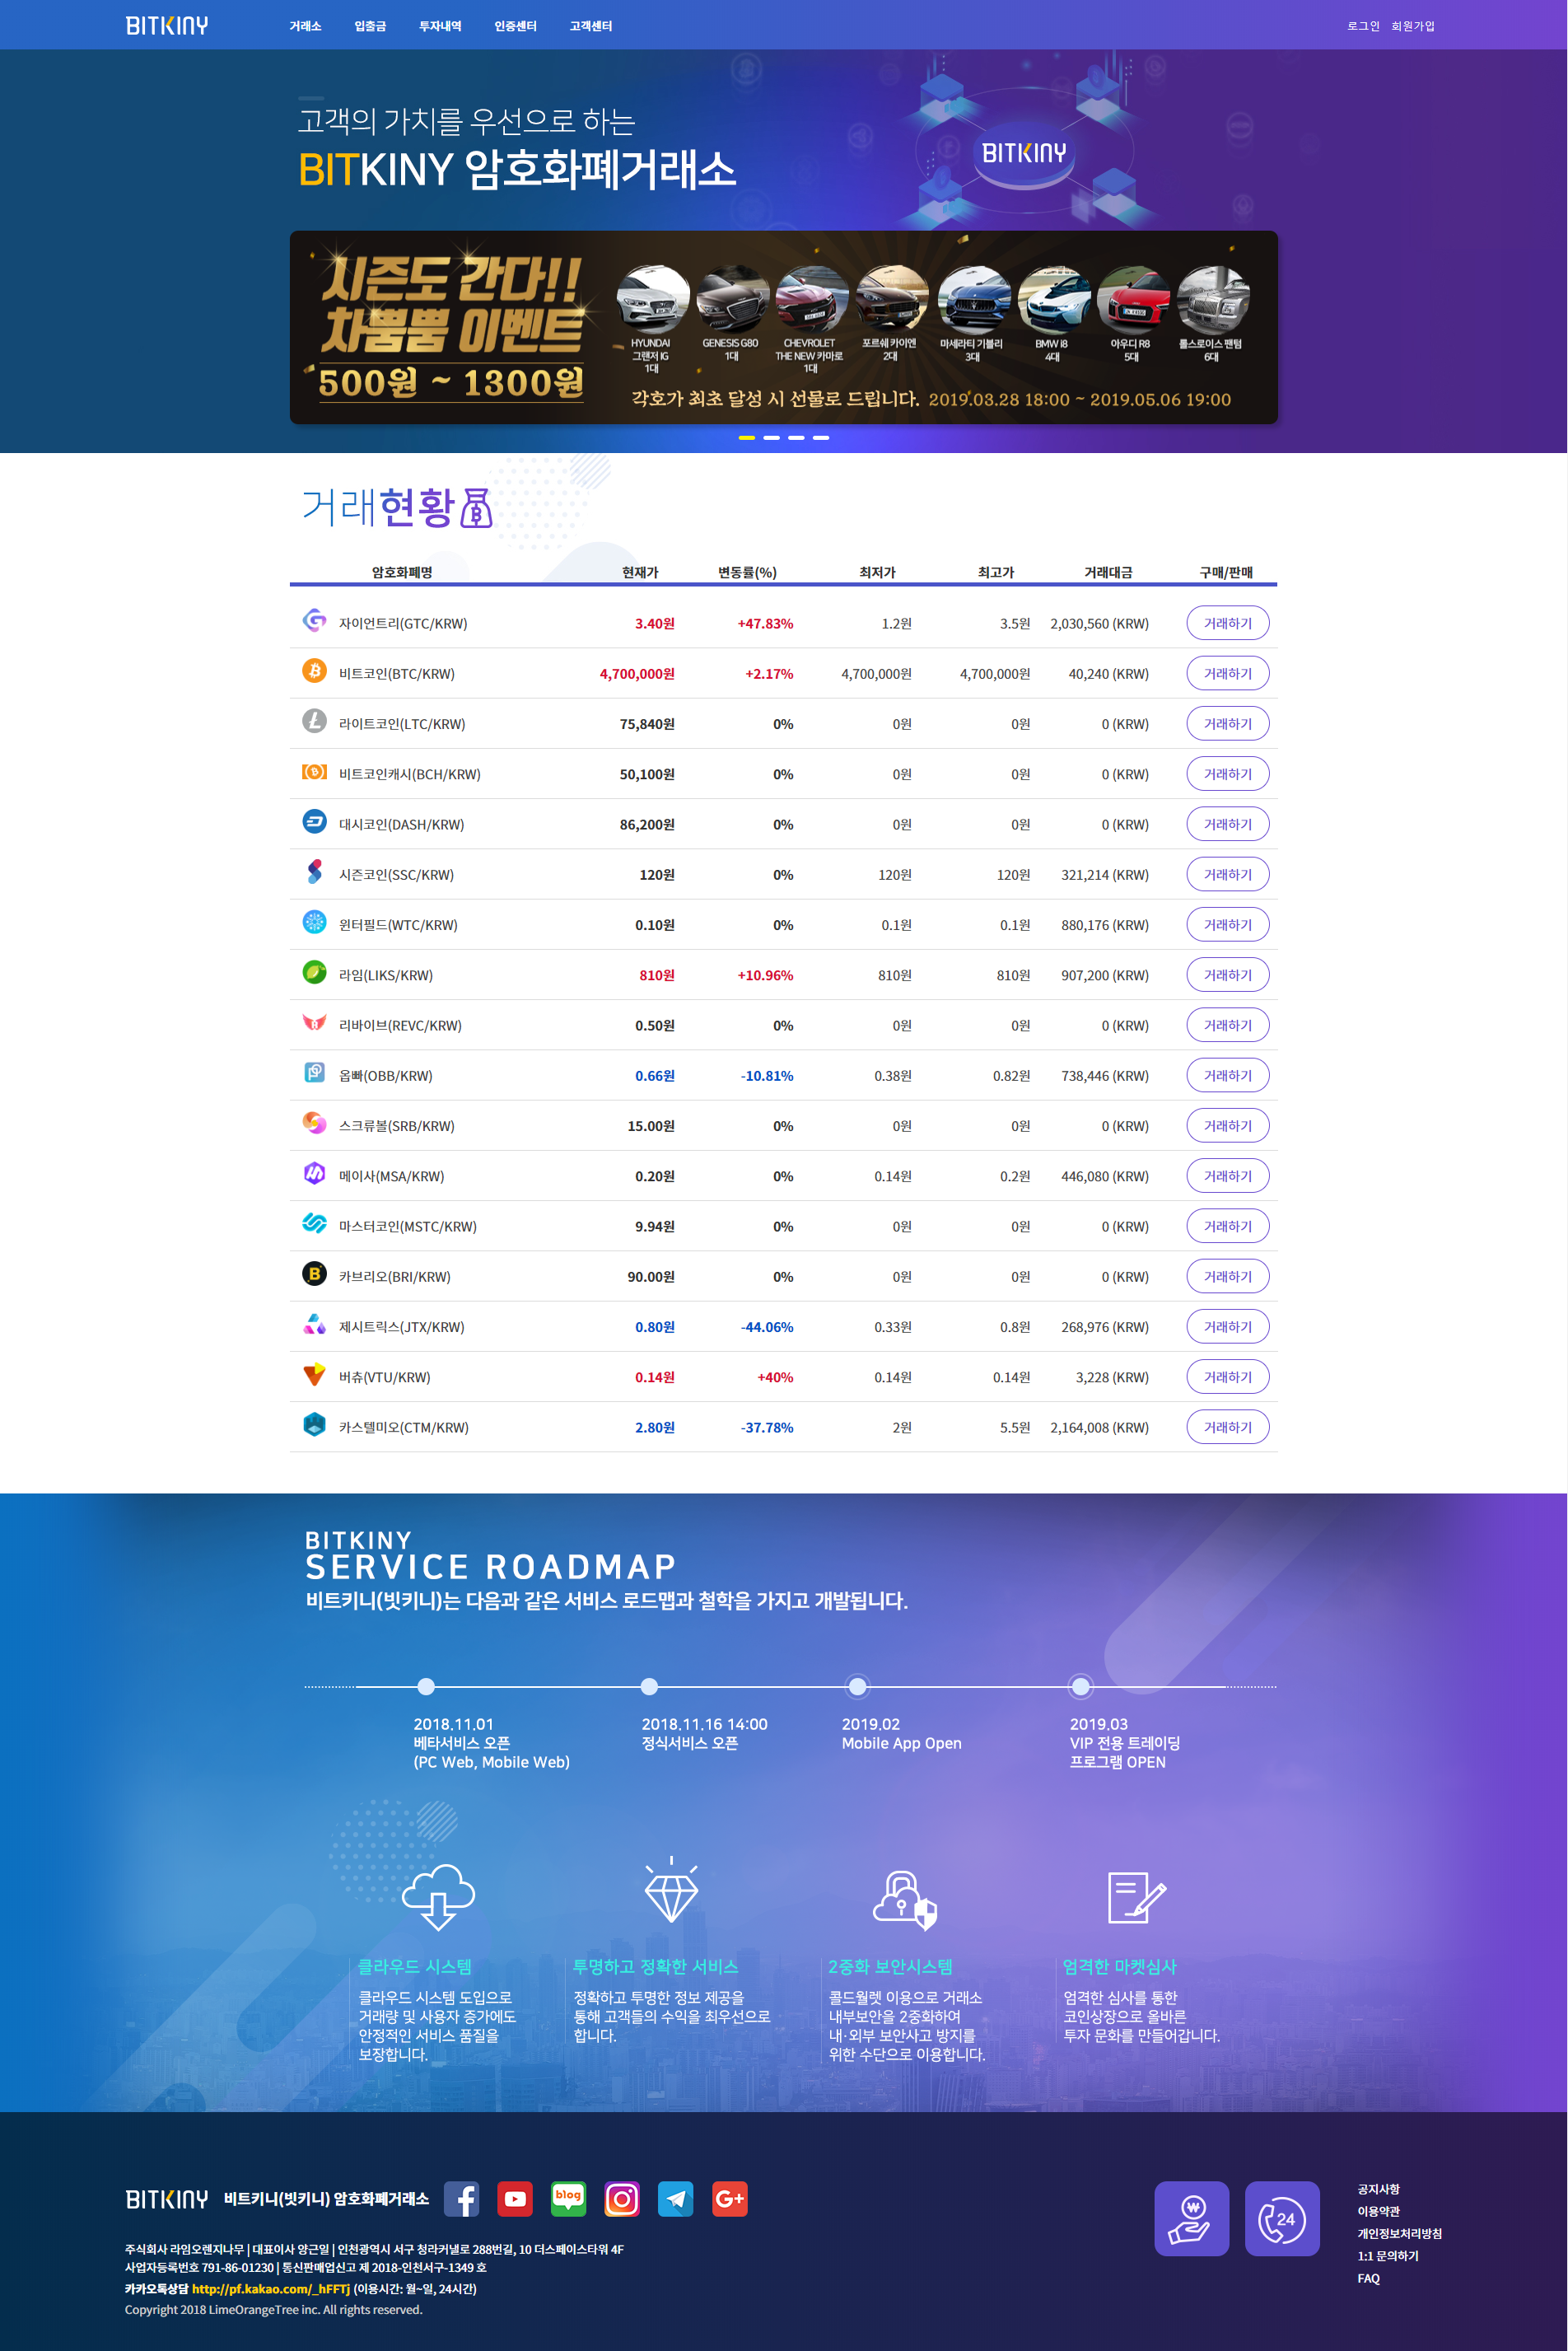 BITKINY 거래소 입출금 투자내역 인증센터 고객센터 로그인 회원가입
고객의 가치를 우선으로 하는
BITKINY 암호화폐거래소
BITKINY
시즌도 간다!!
차뿜뿜 이벤트
500원 ~ 1300원
HYUNDAI 그랜저 IG 1대
GENESIS G80 1대
CHEVROLET THE NEW 카마로 1대
포르쉐 카이엔 2대
마세라티 기블리 3대
BMW I8 4대
아우디 R8 5대
롤스로이스 팬텀 6대
각호가 최초 달성 시 선물로 드립니다. 2019.03.28 18:00 ~ 2019.05.06 19:00
거래현황
암호화폐명 현재가 변동률(%) 최저가 최고가 거래대금 구매/판매
자이언트리(GTC/KRW) 3.40원 +47.83% 1.2원 3.5원 2,030,560 (KRW) 거래하기
비트코인(BTC/KRW) 4,700,000원 +2.17% 4,700,000원 4,700,000원 40,240 (KRW) 거래하기
라이트코인(LTC/KRW) 75,840원 0% 0원 0원 0 (KRW) 거래하기
비트코인캐시(BCH/KRW) 50,100원 0% 0원 0원 0 (KRW) 거래하기
대시코인(DASH/KRW) 86,200원 0% 0원 0원 0 (KRW) 거래하기
시즌코인(SSC/KRW) 120원 0% 120원 120원 321,214 (KRW) 거래하기
윈터필드(WTC/KRW) 0.10원 0% 0.1원 0.1원 880,176 (KRW) 거래하기
라임(LIKS/KRW) 810원 +10.96% 810원 810원 907,200 (KRW) 거래하기
리바이브(REVC/KRW) 0.50원 0% 0원 0원 0 (KRW) 거래하기
옵빠(OBB/KRW) 0.66원 -10.81% 0.38원 0.82원 738,446 (KRW) 거래하기
스크류볼(SRB/KRW) 15.00원 0% 0원 0원 0 (KRW) 거래하기
메이사(MSA/KRW) 0.20원 0% 0.14원 0.2원 446,080 (KRW) 거래하기
마스터코인(MSTC/KRW) 9.94원 0% 0원 0원 0 (KRW) 거래하기
카브리오(BRI/KRW) 90.00원 0% 0원 0원 0 (KRW) 거래하기
제시트릭스(JTX/KRW) 0.80원 -44.06% 0.33원 0.8원 268,976 (KRW) 거래하기
버츄(VTU/KRW) 0.14원 +40% 0.14원 0.14원 3,228 (KRW) 거래하기
카스텔미오(CTM/KRW) 2.80원 -37.78% 2원 5.5원 2,164,008 (KRW) 거래하기
BITKINY
SERVICE ROADMAP
비트키니(빗키니)는 다음과 같은 서비스 로드맵과 철학을 가지고 개발됩니다.
2018.11.01
베타서비스 오픈
(PC Web, Mobile Web)
2018.11.16 14:00
정식서비스 오픈
2019.02
Mobile App Open
2019.03
VIP 전용 트레이딩
프로그램 OPEN
클라우드 시스템
클라우드 시스템 도입으로
거래량 및 사용자 증가에도
안정적인 서비스 품질을
보장합니다.
투명하고 정확한 서비스
정확하고 투명한 정보 제공을
통해 고객들의 수익을 최우선으로
합니다.
2중화 보안시스템
콜드월렛 이용으로 거래소
내부보안을 2중화하여
내·외부 보안사고 방지를
위한 수단으로 이용합니다.
엄격한 마켓심사
엄격한 심사를 통한
코인상장으로 올바른
투자 문화를 만들어갑니다.
BITKINY 비트키니(빗키니) 암호화폐거래소
blog
G+
24
주식회사 라임오렌지나무 | 대표이사 양근일 | 인천광역시 서구 청라커낼로 288번길, 10 더스페이스타워 4F
사업자등록번호 791-86-01230 | 통신판매업신고 제 2018-인천서구-1349 호
카카오톡상담 http://pf.kakao.com/_hFFTj (이용시간: 월~일, 24시간)
Copyright 2018 LimeOrangeTree inc. All rights reserved.
공지사항
이용약관
개인정보처리방침
1:1 문의하기
FAQ